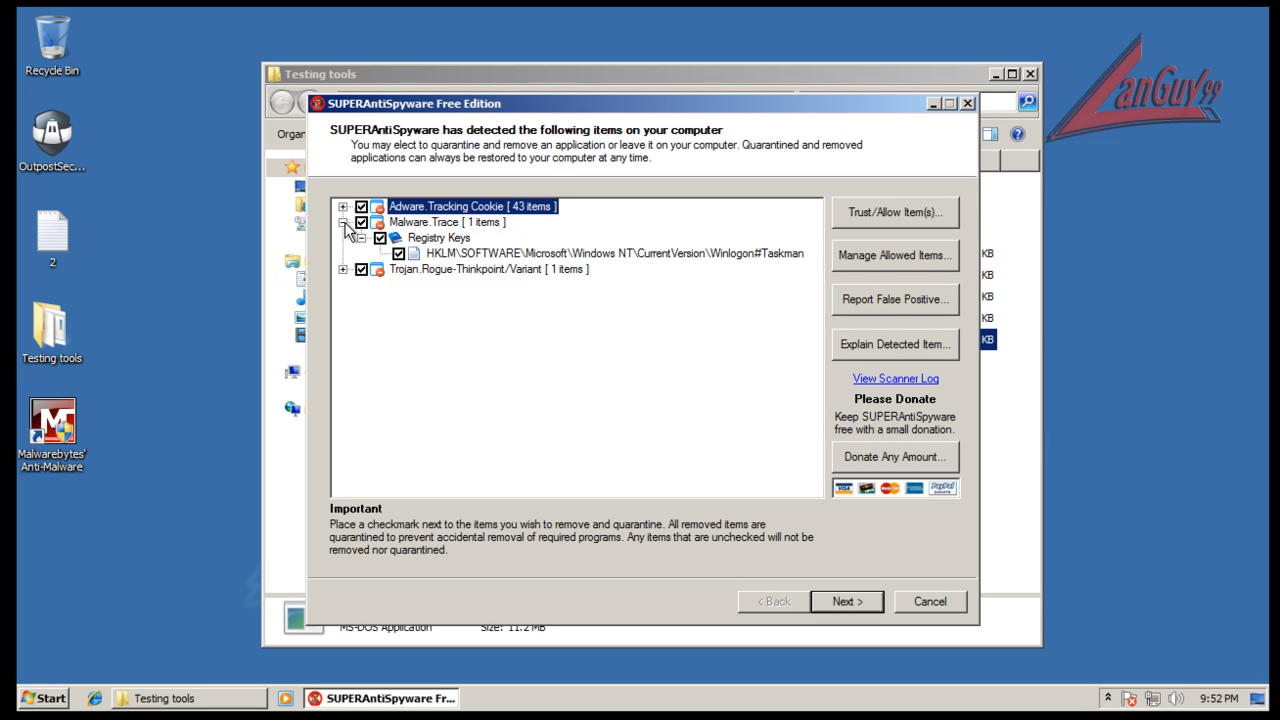 Recycle Bin
OutpostSec...
2
Testing tools
Malwarebytes'
Anti-Malware
LanGuy99
Testing tools
Organ
SUPERAntiSpyware Free Edition
SUPERAntiSpyware has detected the following items on your computer
You may elect to quarantine and remove an application or leave it on your computer. Quarantined and removed
applications can always be restored to your computer at any time.
Adware.Tracking Cookie [ 43 items ]
Malware.Trace [ 1 items ]
Registry Keys
HKLM\SOFTWARE\Microsoft\Windows NT\CurrentVersion\Winlogon#Taskman
Trojan.Rogue-Thinkpoint/Variant [ 1 items ]
Trust/Allow Item(s)...
Manage Allowed Items...
Report False Positive...
Explain Detected Item...
View Scanner Log
Please Donate
Keep SUPERAntiSpyware
free with a small donation.
Donate Any Amount...
VISA
PayPal
KB
KB
KB
KB
KB
Important
Place a checkmark next to the items you wish to remove and quarantine. All removed items are
quarantined to prevent accidental removal of required programs. Any items that are unchecked will not be
removed nor quarantined.
< Back
Next >
Cancel
MS-DOS Application
Size: 11.2 MB
Start
Testing tools
SUPERAntiSpyware Fr...
9:52 PM